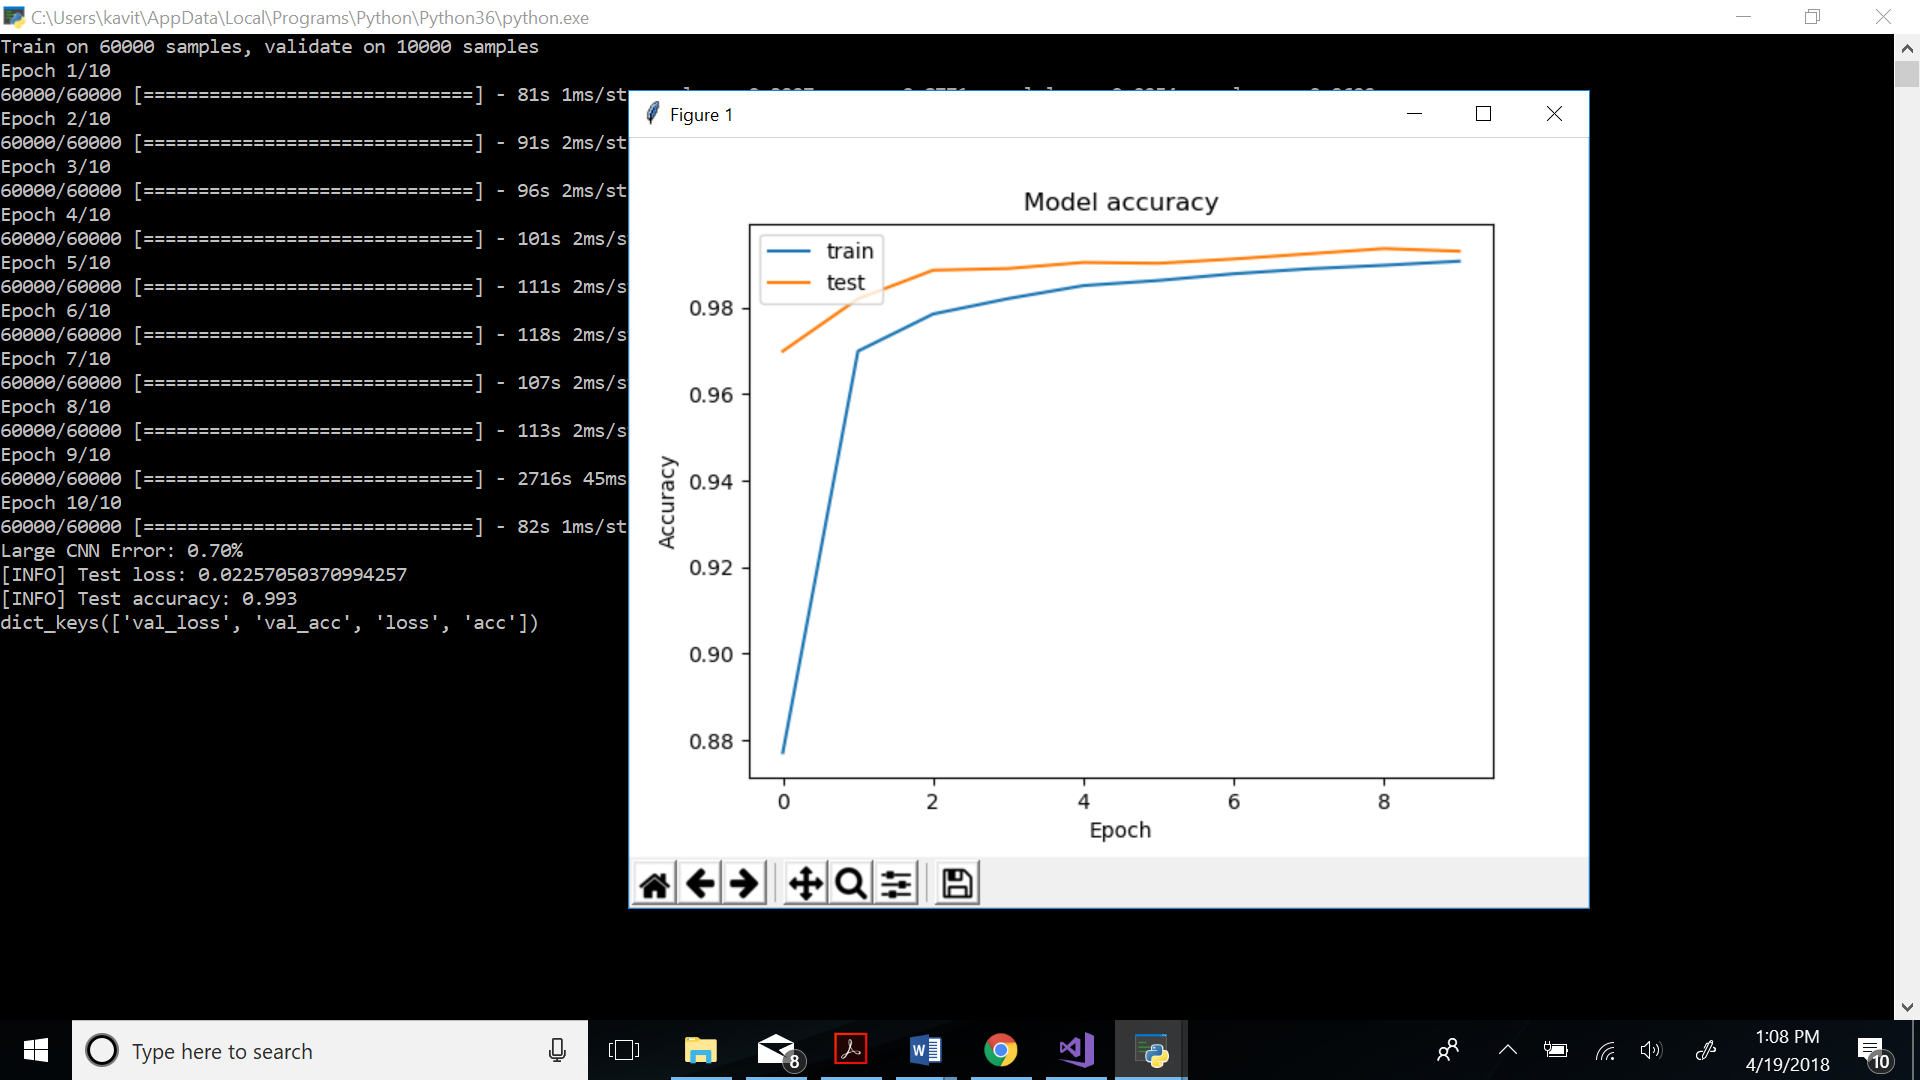 C:\Users\kavit\AppData\Local\Programs\Python\Python36\python.exe
Train on 60000 samples, validate on 10000 samples
Epoch 1/10
60000/60000 [==============================] - 81s 1ms/st
Epoch 2/10
60000/60000 [==============================] - 91s 2ms/st
Epoch 3/10
60000/60000 [==============================] - 96s 2ms/st
Epoch 4/10
60000/60000 [==============================] - 101s 2ms/s
Epoch 5/10
60000/60000 [==============================] - 111s 2ms/s
Epoch 6/10
60000/60000 [==============================] - 118s 2ms/s
Epoch 7/10
60000/60000 [==============================] - 107s 2ms/s
Epoch 8/10
60000/60000 [==============================] - 113s 2ms/s
Epoch 9/10
60000/60000 [==============================] - 2716s 45ms
Epoch 10/10
60000/60000 [==============================] - 82s 1ms/st
Large CNN Error: 0.70%
[INFO] Test loss: 0.02257050370994257
[INFO] Test accuracy: 0.993
dict_keys(['val_loss', 'val_acc', 'loss', 'acc'])
Figure 1
Model accuracy
train
test
0.98
0.96
0.94
0.92
0.90
0.88
Accuracy
0 2 4 6 8
Epoch
Type here to search
8
1:08 PM
4/19/2018
10